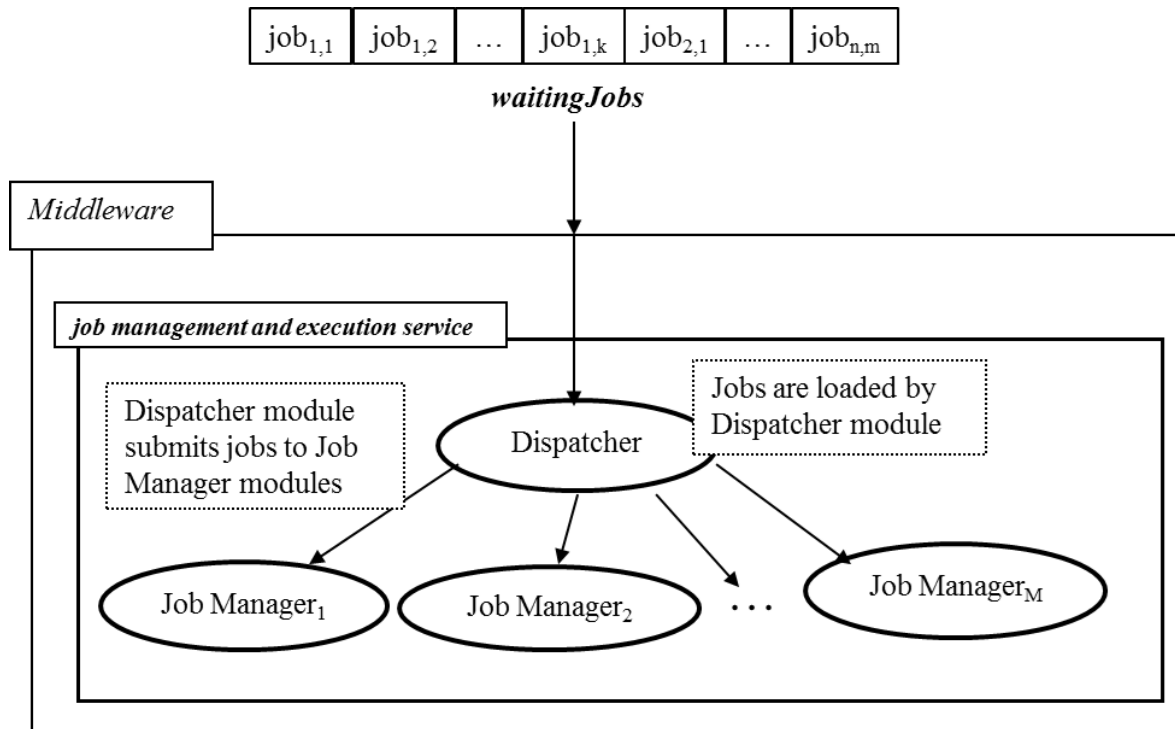 job1,1 job1,2 … job1,k job2,1 … jobn,m
waitingJobs
Middleware
job management and execution service
Dispatcher module
submits jobs to Job
Manager modules
Jobs are loaded by
Dispatcher module
Dispatcher
Job Manager1 Job Manager2 … Job ManagerM